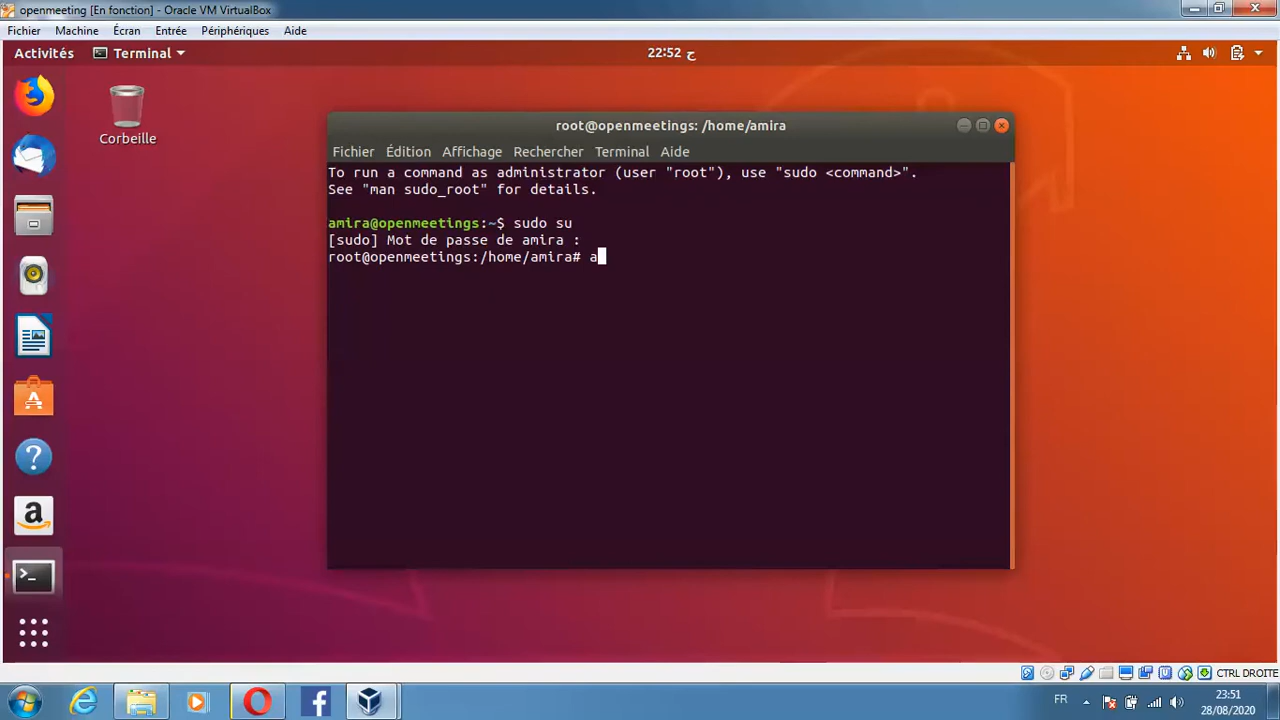 openmeeting [En fonction] - Oracle VM VirtualBox
Fichier Machine Écran Entrée Périphériques Aide
Activités Terminal 22:52 ح
Corbeille
root@openmeetings: /home/amira
Fichier Édition Affichage Rechercher Terminal Aide
To run a command as administrator (user "root"), use "sudo <command>".
See "man sudo_root" for details.
amira@openmeetings:~$ sudo su
[sudo] Mot de passe de amira :
root@openmeetings:/home/amira# a
CTRL DROITE
FR
23:51
28/08/2020